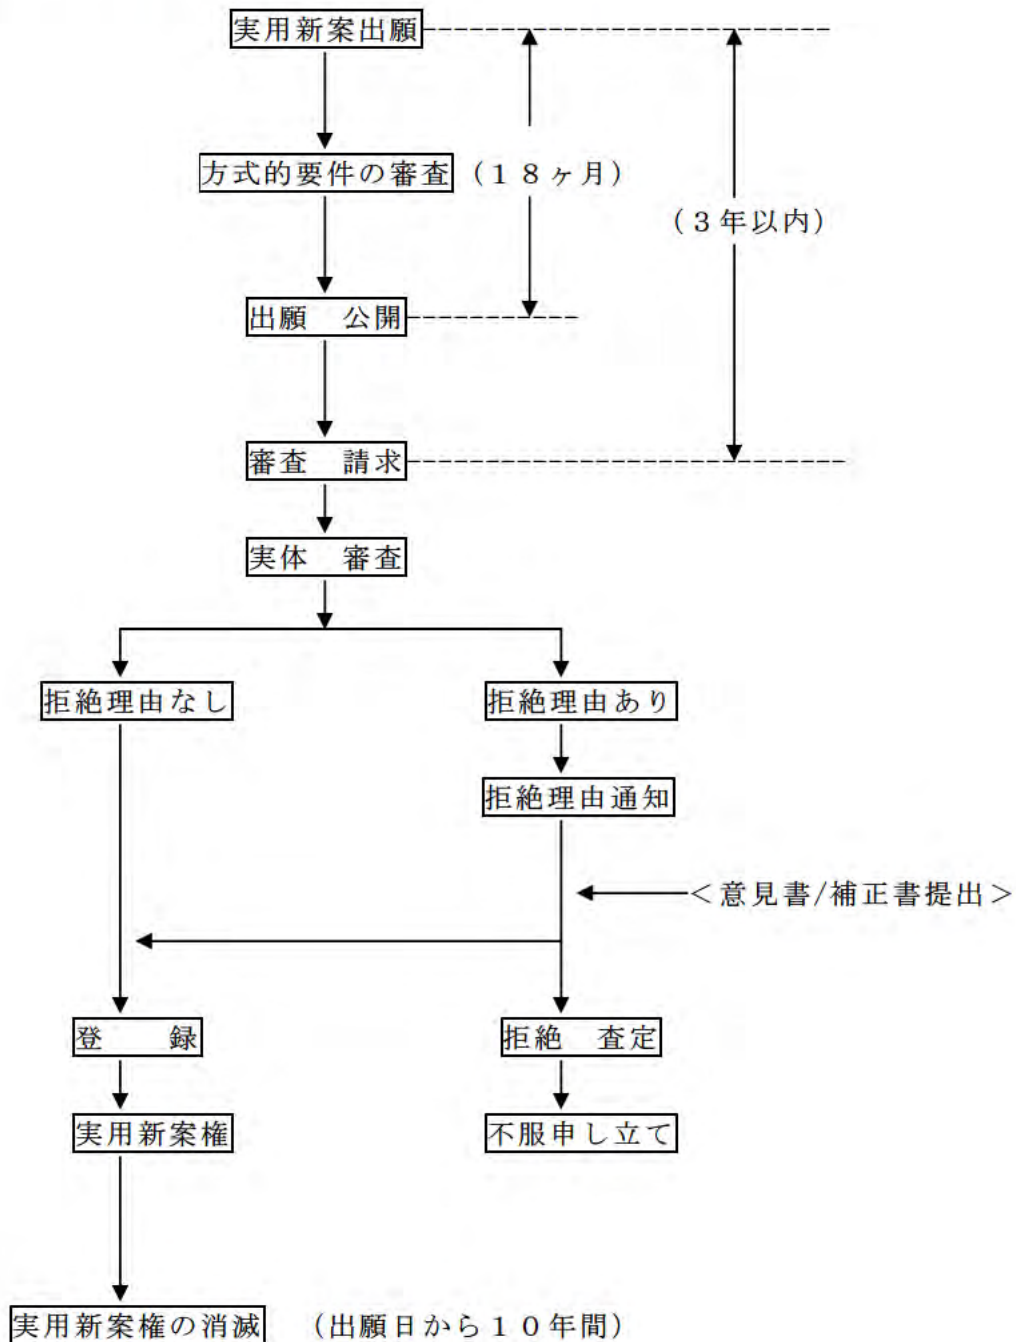 実用新案出願
方式的要件の審査 (18ヶ月)
(3年以内)
出願 公開
審査 請求
実体 審査
拒絶理由なし 拒絶理由あり
拒絶理由通知
<意見書/補正書提出>
登 録 拒絶 査定
実用新案権 不服申し立て
実用新案権の消滅 (出願日から10年間)